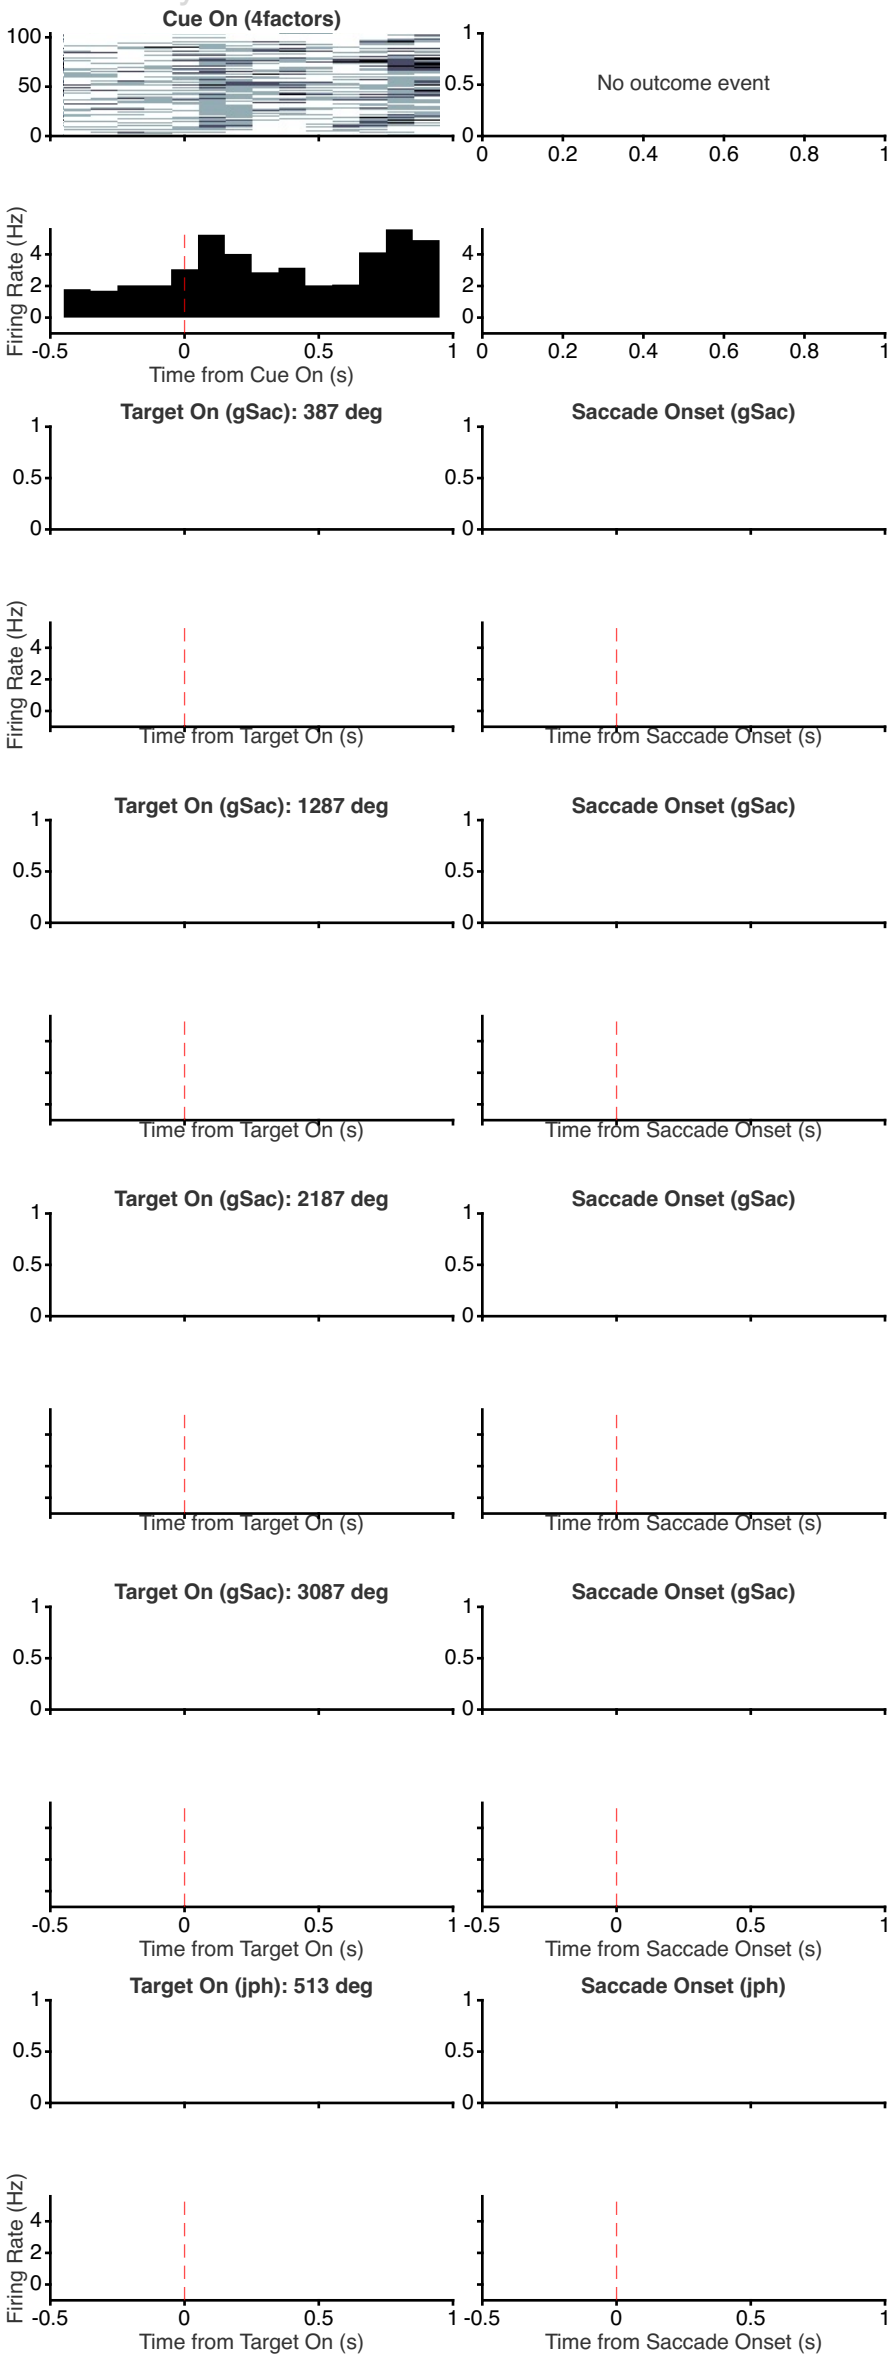 Cue On (4factors)
100
50
0
1
0.5
0
No outcome event
0 0.2 0.4 0.6 0.8 1
Firing Rate (Hz)
4
2
0
4
2
0
-0.5 0 0.5 1
0 0.2 0.4 0.6 0.8 1
Time from Cue On (s)
Target On (gSac): 387 deg
Saccade Onset (gSac)
1
0.5
0
1
0.5
0
Firing Rate (Hz)
4
2
0
Time from Target On (s)
Time from Saccade Onset (s)
Target On (gSac): 1287 deg
Saccade Onset (gSac)
1
0.5
0
1
0.5
0
Time from Target On (s)
Time from Saccade Onset (s)
Target On (gSac): 2187 deg
Saccade Onset (gSac)
1
0.5
0
1
0.5
0
Time from Target On (s)
Time from Saccade Onset (s)
Target On (gSac): 3087 deg
Saccade Onset (gSac)
1
0.5
0
1
0.5
0
-0.5 0 0.5 1
-0.5 0 0.5 1
Time from Target On (s)
Time from Saccade Onset (s)
Target On (jph): 513 deg
Saccade Onset (jph)
1
0.5
0
1
0.5
0
Firing Rate (Hz)
4
2
0
-0.5 0 0.5 1
-0.5 0 0.5 1
Time from Target On (s)
Time from Saccade Onset (s)